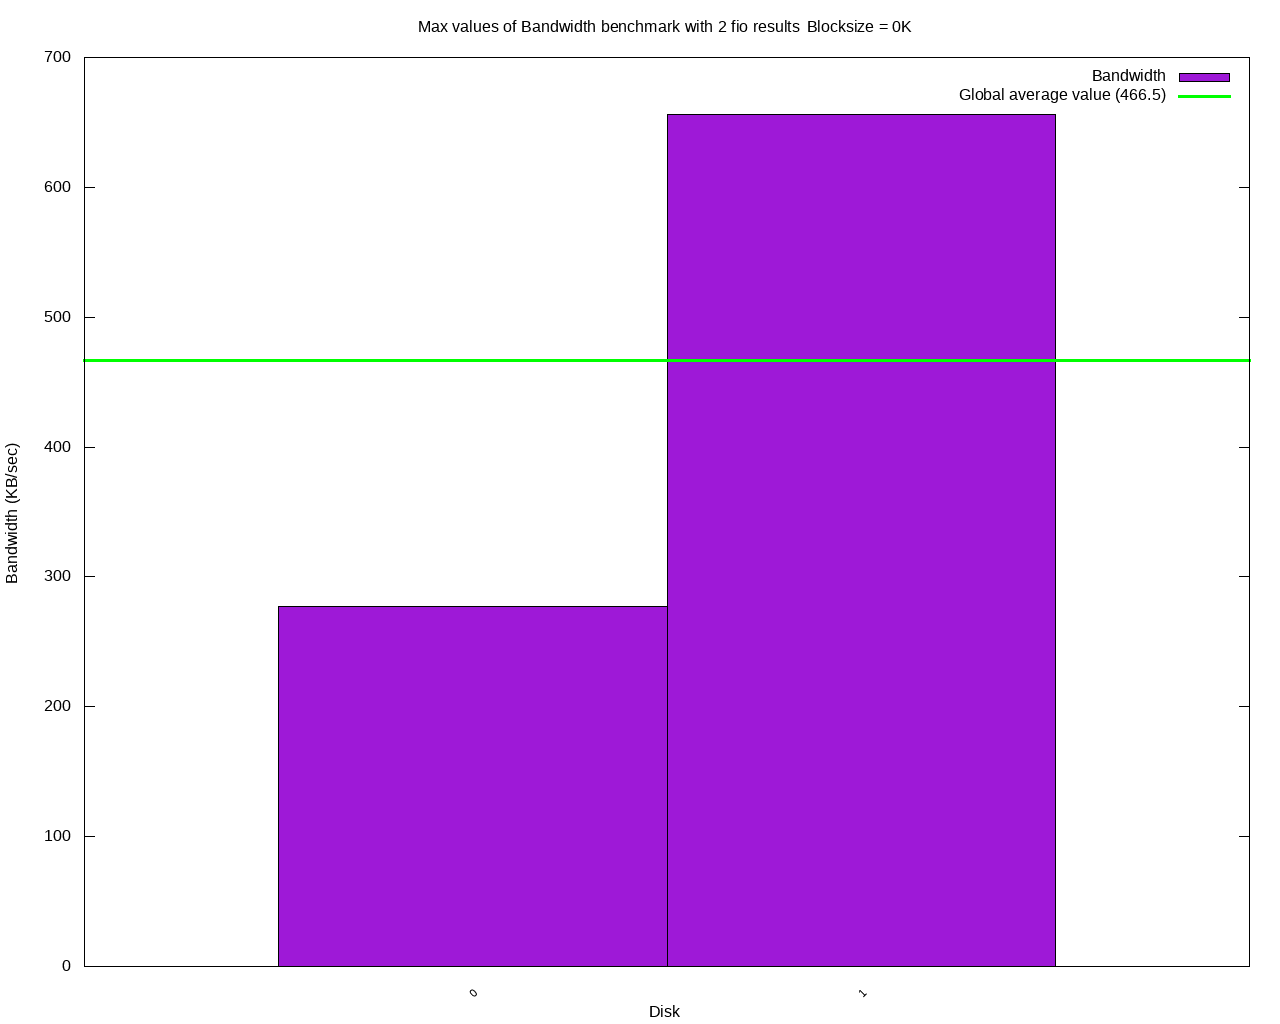 Max values of Bandwidth benchmark with 2 fio results Blocksize = 0K
Bandwidth
Global average value (466.5)
700
600
500
400
300
200
100
0
Bandwidth (KB/sec)
0
1
Disk